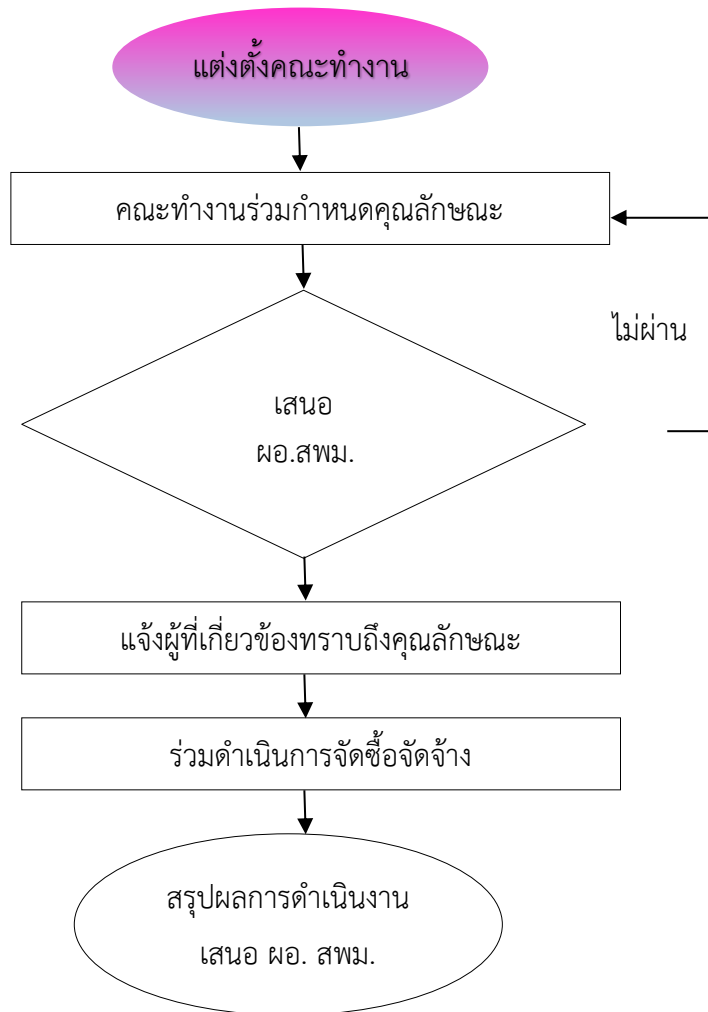 แต่งตั้งคณะทำงาน
คณะทำงานร่วมกำหนดคุณลักษณะ
ไม่ผ่าน
เสนอ
ผอ.สพม.
แจ้งผู้ที่เกี่ยวข้องทราบถึงคุณลักษณะ
ร่วมดำเนินการจัดซื้อจัดจ้าง
สรุปผลการดำเนินงาน
เสนอ ผอ. สพม.